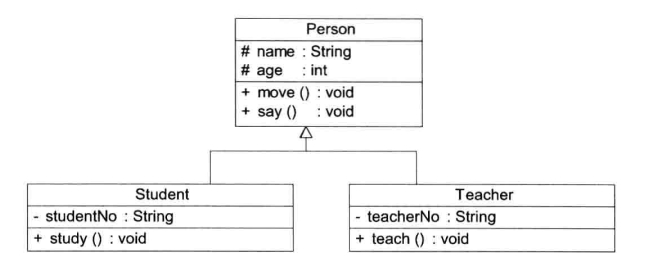 Person
# name : String
# age : int
+ move () : void
+ say () : void
Student
- studentNo : String
+ study () : void
Teacher
- teacherNo : String
+ teach () : void